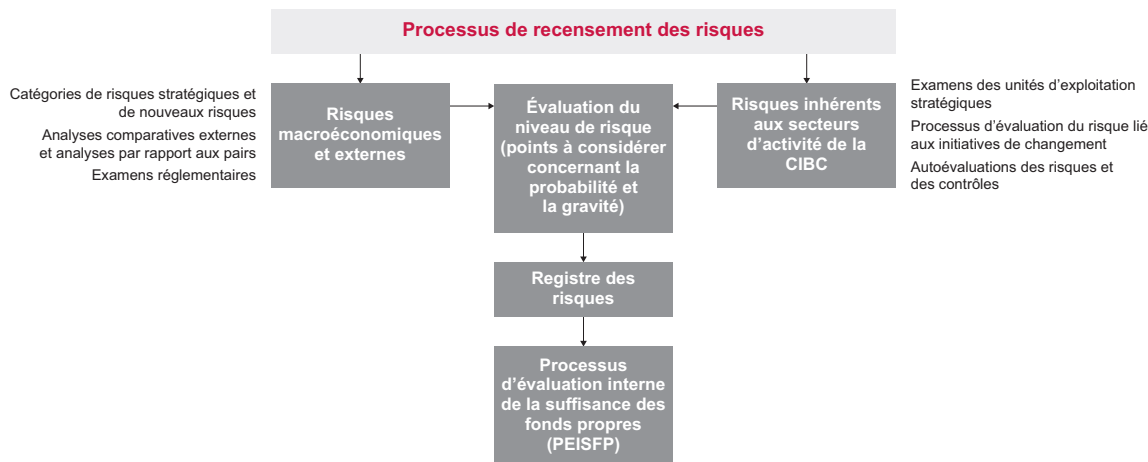 Processus de recensement des risques
Catégories de risques stratégiques et
de nouveaux risques
Analyses comparatives externes
et analyses par rapport aux pairs
Examens réglementaires
Risques
macroéconomiques
et externes
Évaluation du
niveau de risque
(points à considérer
concernant la
probabilité et
la gravité)
Risques inhérents
aux secteurs
d’activité de la
CIBC
Examens des unités d’exploitation
stratégiques
Processus d’évaluation du risque lié
aux initiatives de changement
Autoévaluations des risques et
des contrôles
Registre des
risques
Processus
d’évaluation interne
de la suffisance des
fonds propres
(PEISFP)